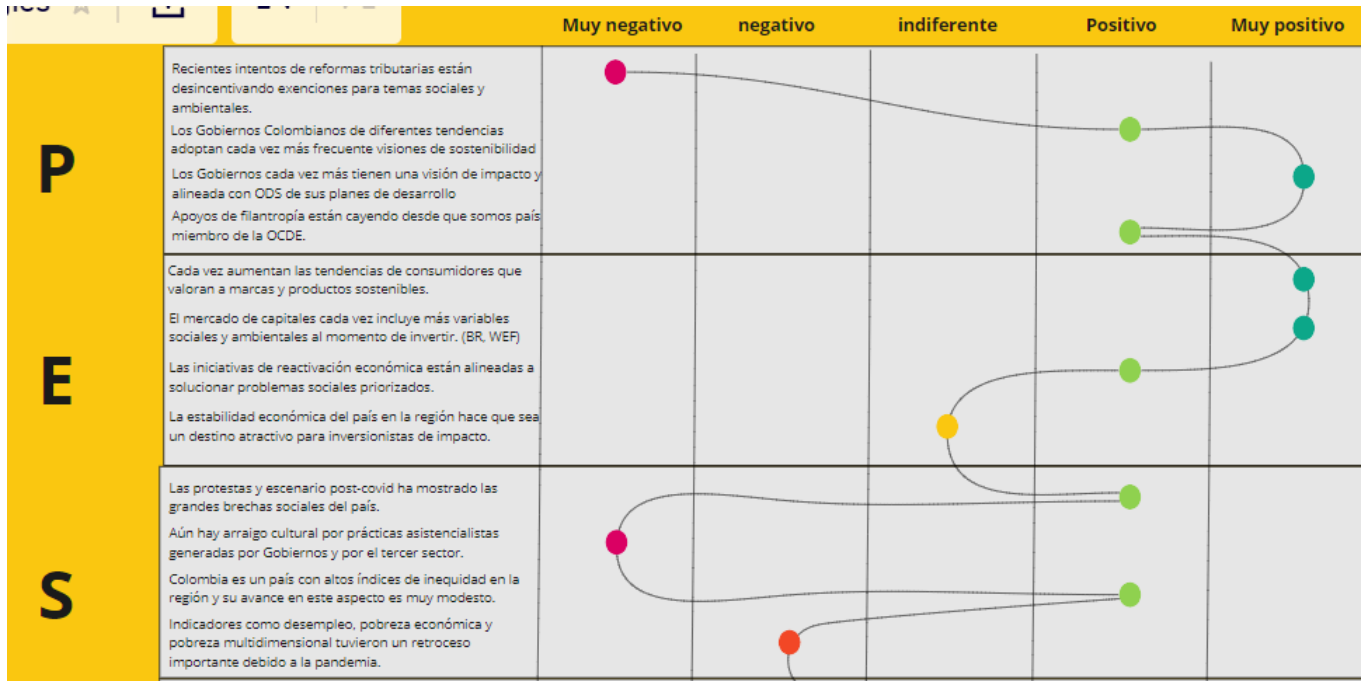 Muy negativo negativo indiferente Positivo Muy positivo
P
Recientes intentos de reformas tributarias están
desincentivando exenciones para temas sociales y
ambientales.
Los Gobiernos Colombianos de diferentes tendencias
adoptan cada vez más frecuente visiones de sostenibilidad
Los Gobiernos cada vez más tienen una visión de impacto y
alineada con ODS de sus planes de desarrollo
Apoyos de filantropía están cayendo desde que somos país
miembro de la OCDE.
E
Cada vez aumentan las tendencias de consumidores que
valoran a marcas y productos sostenibles.
El mercado de capitales cada vez incluye más variables
sociales y ambientales al momento de invertir. (BR, WEF)
Las iniciativas de reactivación económica están alineadas a
solucionar problemas sociales priorizados.
La estabilidad económica del país en la región hace que sea
un destino atractivo para inversionistas de impacto.
S
Las protestas y escenario post-covid ha mostrado las
grandes brechas sociales del país.
Aún hay arraigo cultural por prácticas asistencialistas
generadas por Gobiernos y por el tercer sector.
Colombia es un país con altos índices de inequidad en la
región y su avance en este aspecto es muy modesto.
Indicadores como desempleo, pobreza económica y
pobreza multidimensional tuvieron un retroceso
importante debido a la pandemia.